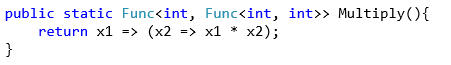 public static Func<int, Func<int, int>> Multiply(){
    return x1 => (x2 => x1 * x2);
}